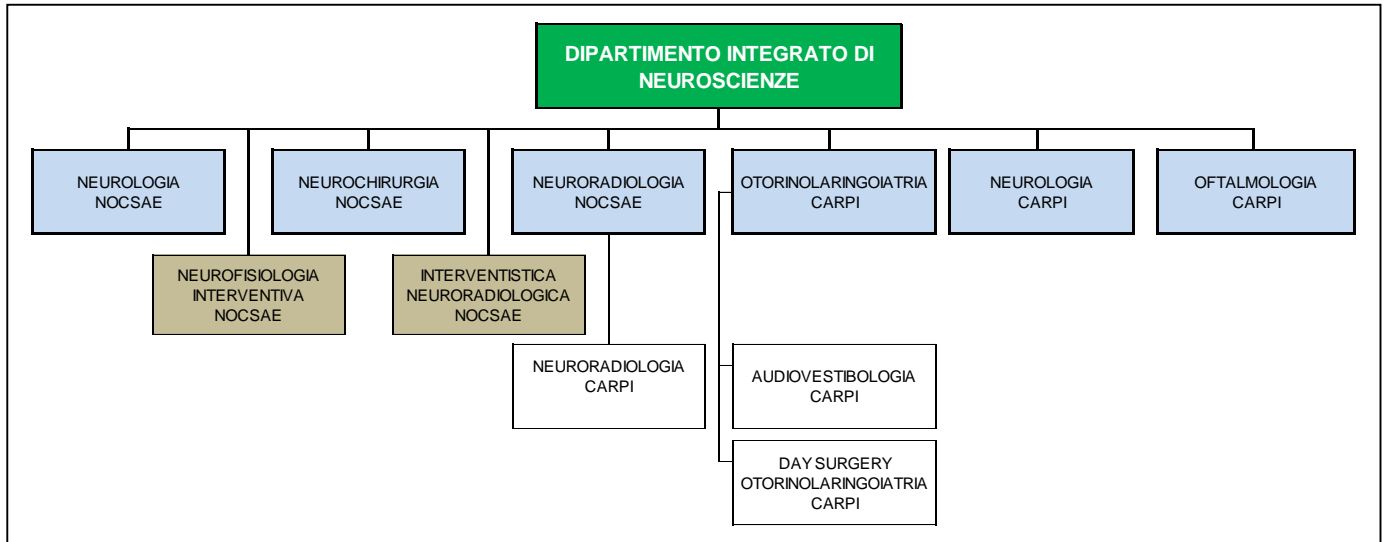 DIPARTIMENTO INTEGRATO DI
NEUROSCIENZE
NEUROLOGIA
NOCSAE
NEUROCHIRURGIA
NOCSAE
NEURORADIOLOGIA
NOCSAE
OTORINOLARINGOIATRIA
CARPI
NEUROLOGIA
CARPI
OFTALMOLOGIA
CARPI
NEUROFISIOLOGIA
INTERVENTIVA
NOCSAE
INTERVENTISTICA
NEURORADIOLOGICA
NOCSAE
NEURORADIOLOGIA
CARPI
AUDIOVESTIBOLOGIA
CARPI
DAY SURGERY
OTORINOLARINGOIATRIA
CARPI